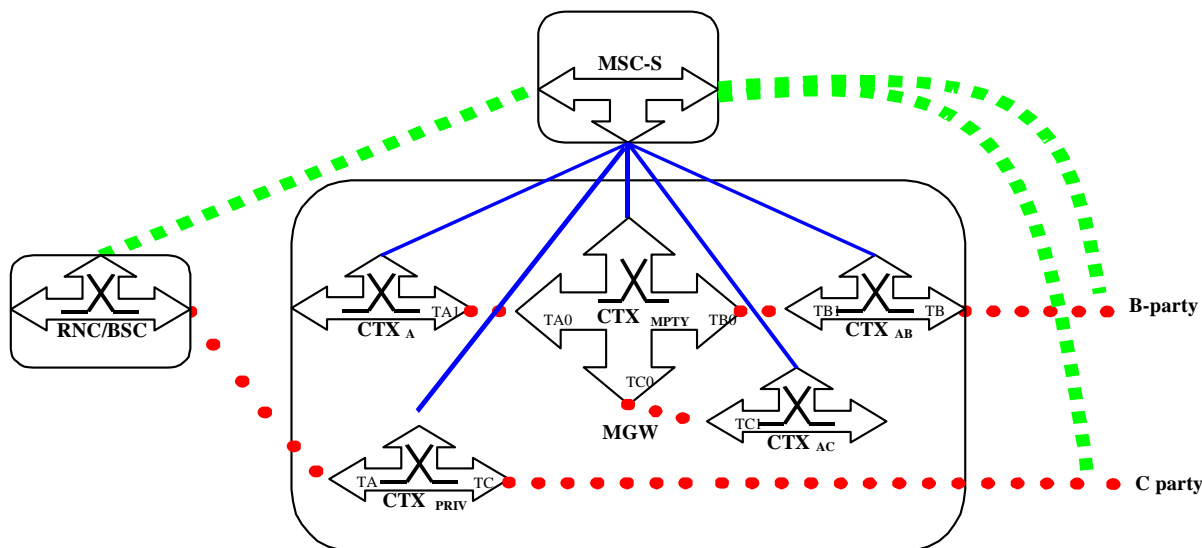 MSC-S
RNC/BSC
CTX A
TA1
TA0
CTX MPTY
TB0
TB1
CTX AB
TB
B-party
TC0
MGW
TC1
CTX AC
TA
CTX PRIV
TC
C party